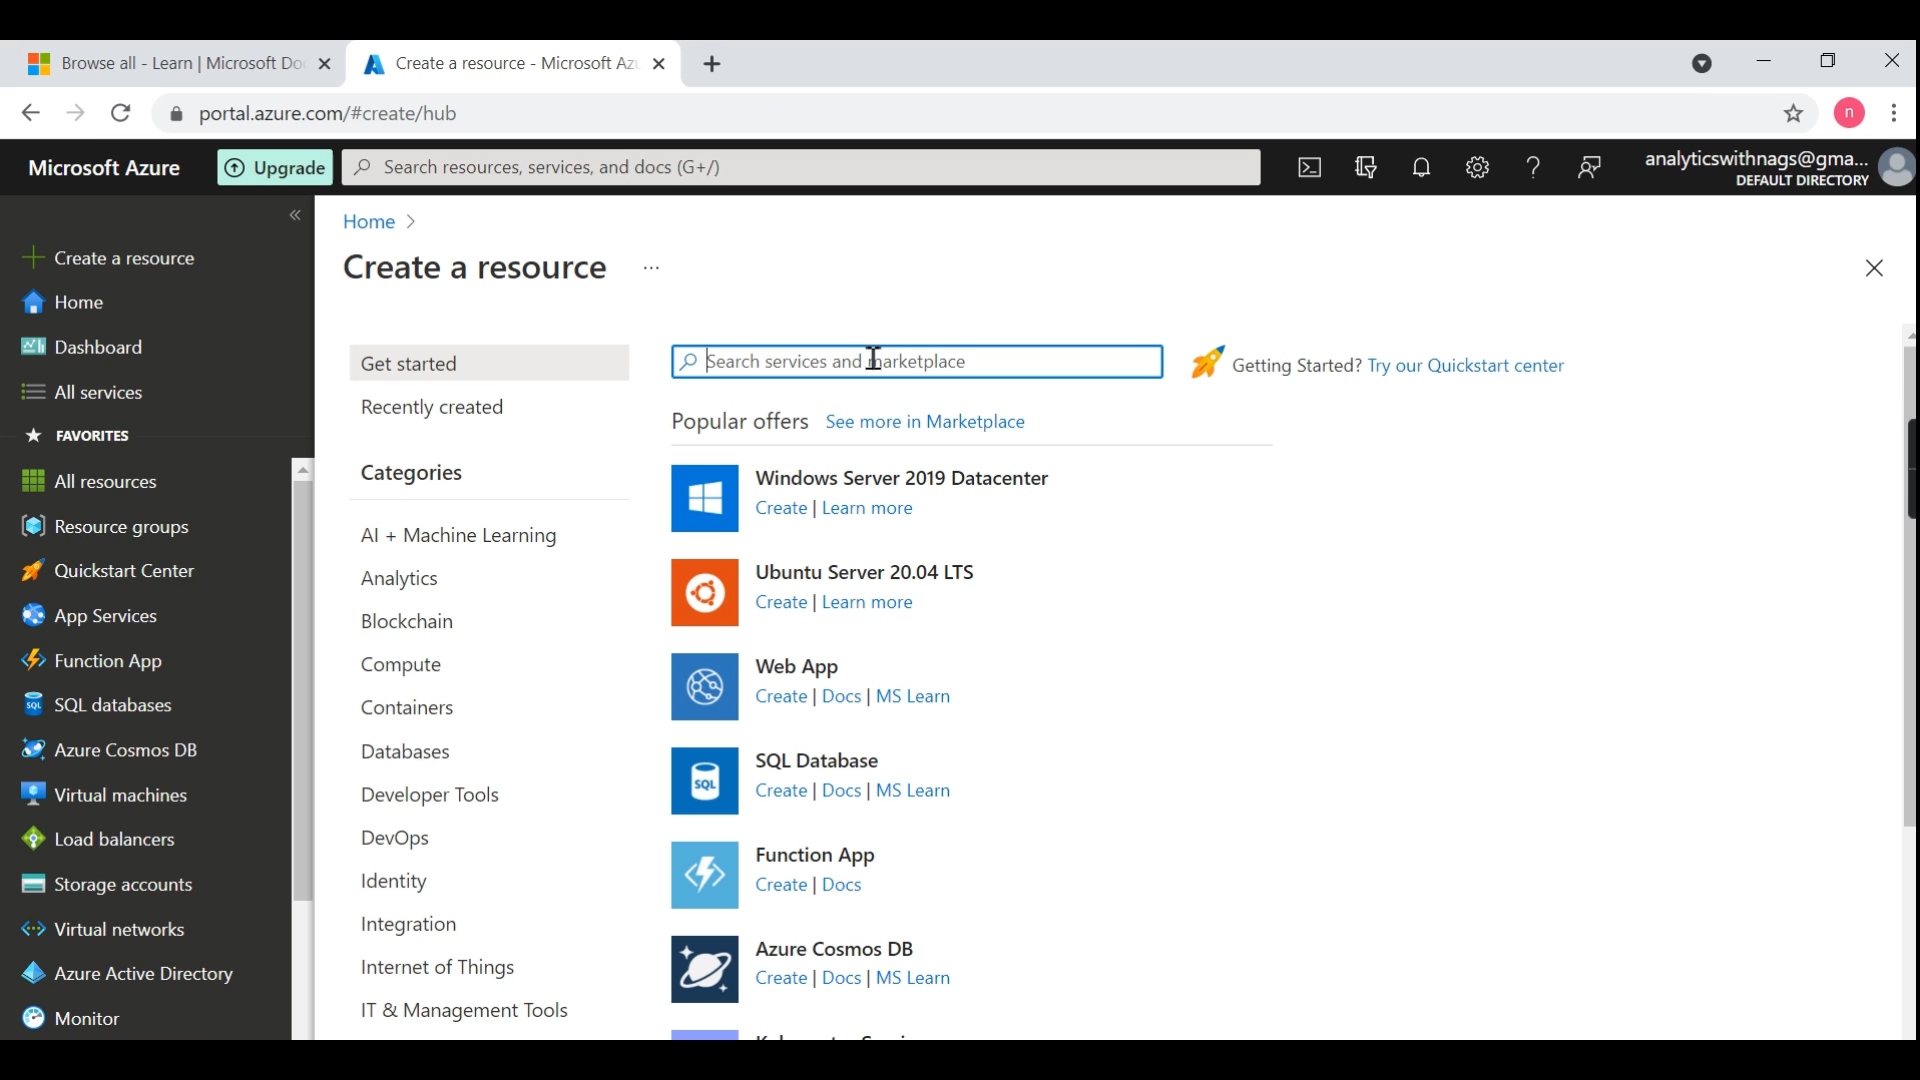 Browse all - Learn | Microsoft Do
Create a resource - Microsoft Az
portal.azure.com/#create/hub
n
Microsoft Azure
Upgrade
Search resources, services, and docs (G+/)
analyticswithnags@gma...
DEFAULT DIRECTORY
Create a resource
Home
Dashboard
All services
FAVORITES
All resources
Resource groups
Quickstart Center
App Services
Function App
SQL
SQL databases
Azure Cosmos DB
Virtual machines
Load balancers
Storage accounts
Virtual networks
Azure Active Directory
Monitor
Home >
Create a resource ...
Get started
Recently created
Categories
AI + Machine Learning
Analytics
Blockchain
Compute
Containers
Databases
Developer Tools
DevOps
Identity
Integration
Internet of Things
IT & Management Tools
Search services and marketplace
Getting Started? Try our Quickstart center
Popular offers See more in Marketplace
Windows Server 2019 Datacenter
Create | Learn more
Ubuntu Server 20.04 LTS
Create | Learn more
Web App
Create | Docs | MS Learn
SQL
SQL Database
Create | Docs | MS Learn
Function App
Create | Docs
Azure Cosmos DB
Create | Docs | MS Learn